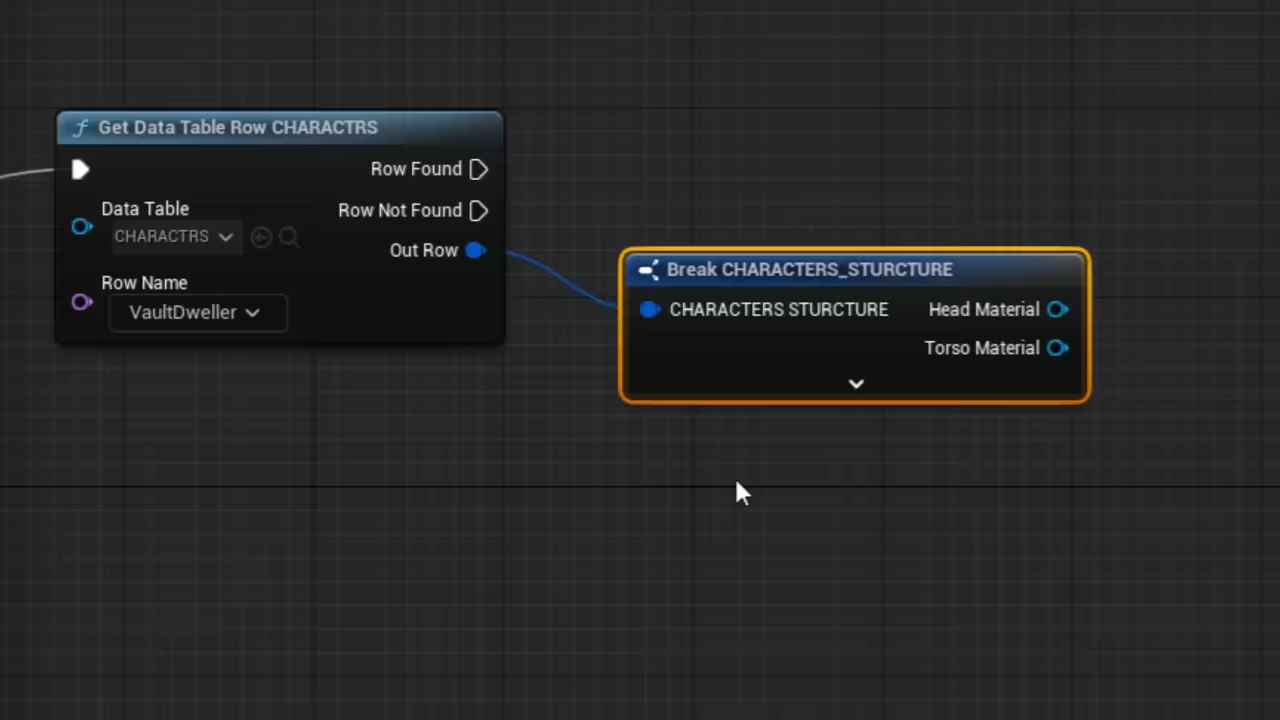 Get Data Table Row CHARACTRS
Row Found
Data Table
Row Not Found
CHARACTRS
Out Row
Row Name
VaultDweller
Break CHARACTERS_STURCTURE
CHARACTERS STURCTURE
Head Material
Torso Material